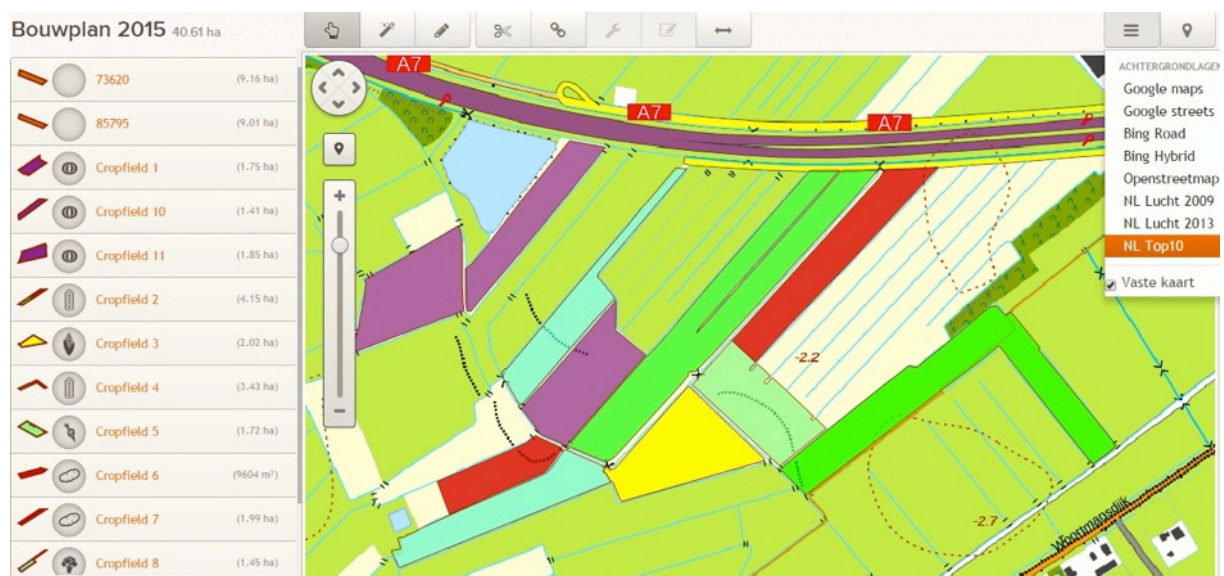 Bouwplan 2015 40.61 ha
73620 (9.16 ha)
85795 (9.01 ha)
Cropfield 1 (1.75 ha)
Cropfield 10 (1.41 ha)
Cropfield 11 (1.85 ha)
Cropfield 2 (4.15 ha)
Cropfield 3 (2.02 ha)
Cropfield 4 (3.43 ha)
Cropfield 5 (1.72 ha)
Cropfield 6 (9604 m²)
Cropfield 7 (1.99 ha)
Cropfield 8 (1.45 ha)
A7
A7
A7
-2.2
-2.7
Woortmansdijk
ACHTERGRONDLAGEN
Google maps
Google streets
Bing Road
Bing Hybrid
Openstreetmap
NL Lucht 2009
NL Lucht 2013
NL Top10
Vaste kaart